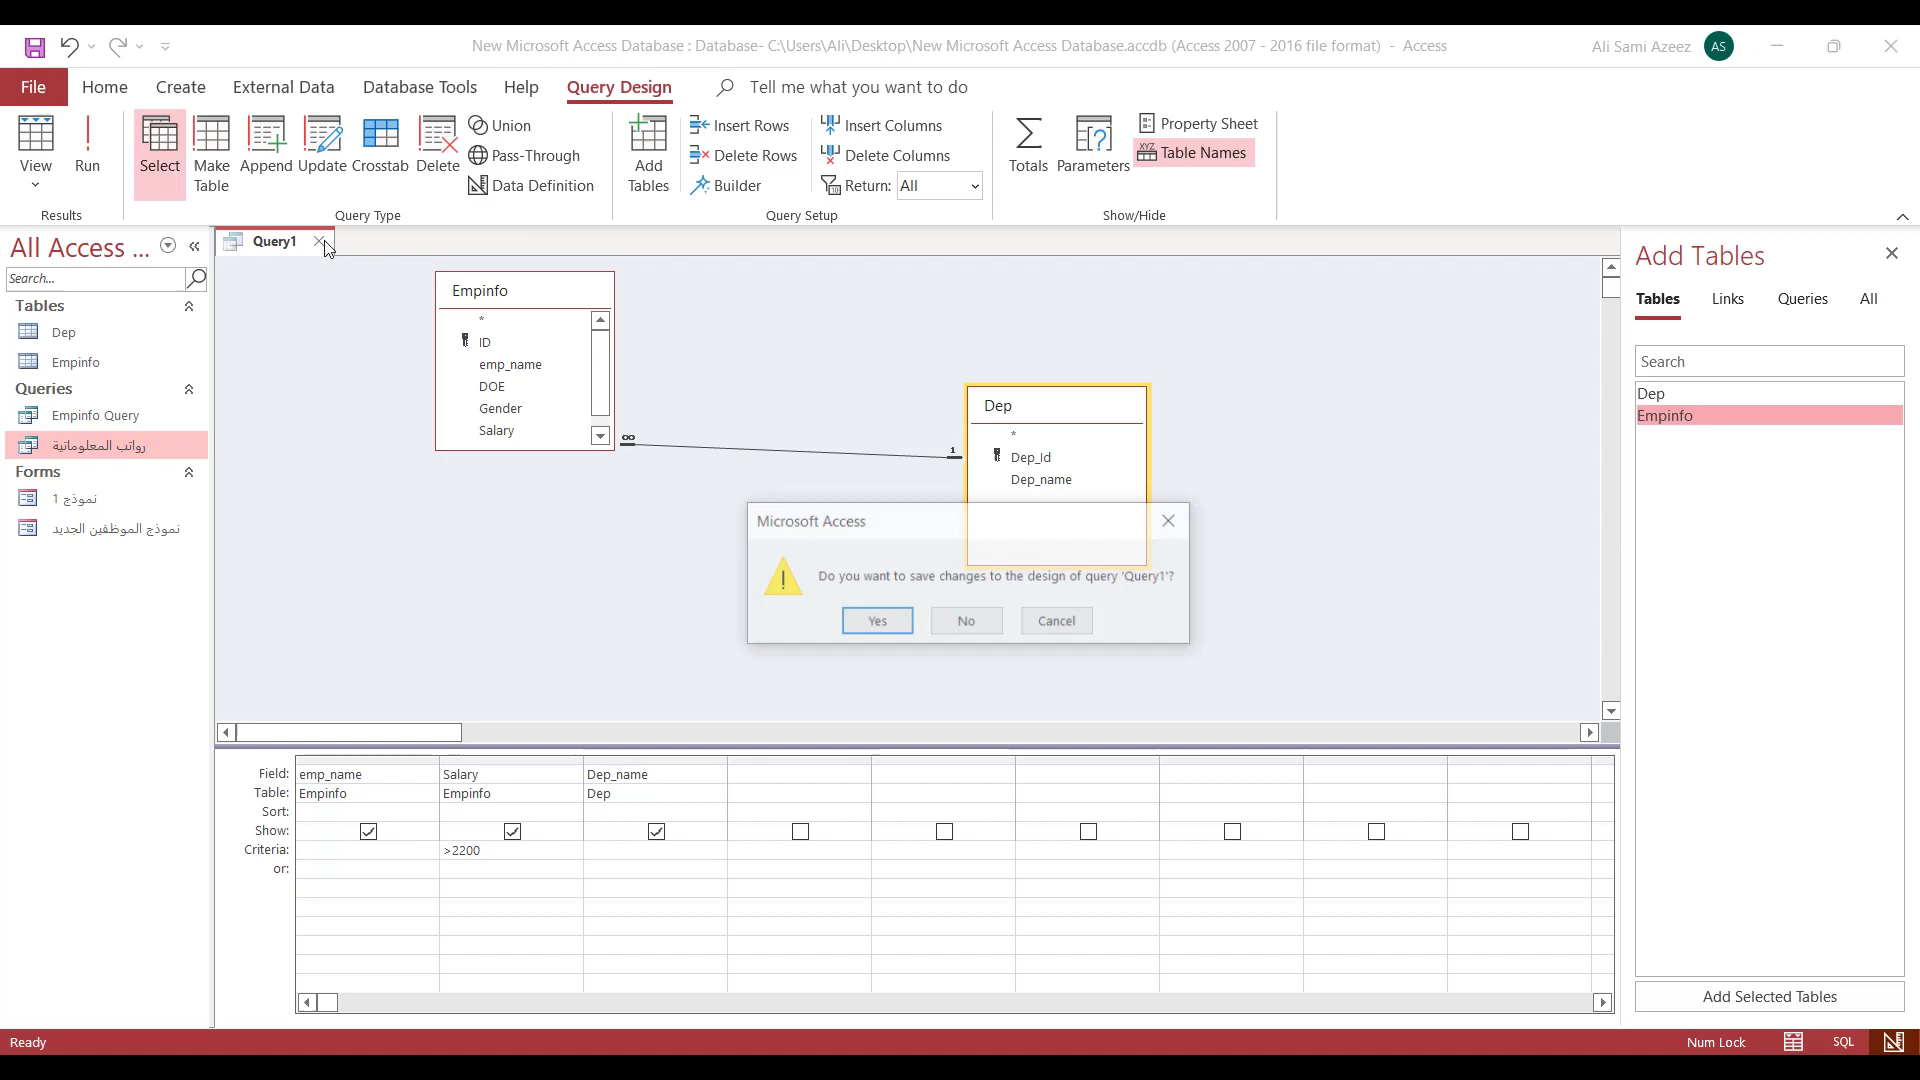 New Microsoft Access Database : Database- C:\Users\Ali\Desktop\New Microsoft Access Database.accdb (Access 2007 - 2016 file format) - Access
Ali Sami Azeez
AS
File
Home
Create
External Data
Database Tools
Help
Query Design
Tell me what you want to do
View
Run
Results
Select
Make
Table
Append
Update
Crosstab
Delete
Union
Pass-Through
Data Definition
Query Type
Add
Tables
Insert Rows
Delete Rows
Builder
Insert Columns
Delete Columns
Return: All
Query Setup
Totals
Parameters
Property Sheet
XYZ Table Names
Show/Hide
All Access ...
Search...
Tables
Dep
Empinfo
Queries
Empinfo Query
رواتب المعلوماتية
Forms
نموذج 1
نموذج الموظفين الجديد
Query1
Empinfo
*
ID
emp_name
DOE
Gender
Salary
∞
1
Dep
*
Dep_Id
Dep_name
Microsoft Access
Do you want to save changes to the design of query 'Query1'?
Yes
No
Cancel
Field: emp_name Salary Dep_name
Table: Empinfo Empinfo Dep
Sort:
Show:
Criteria: >2200
or:
Add Tables
Tables
Links
Queries
All
Search
Dep
Empinfo
Add Selected Tables
Ready
Num Lock
SQL